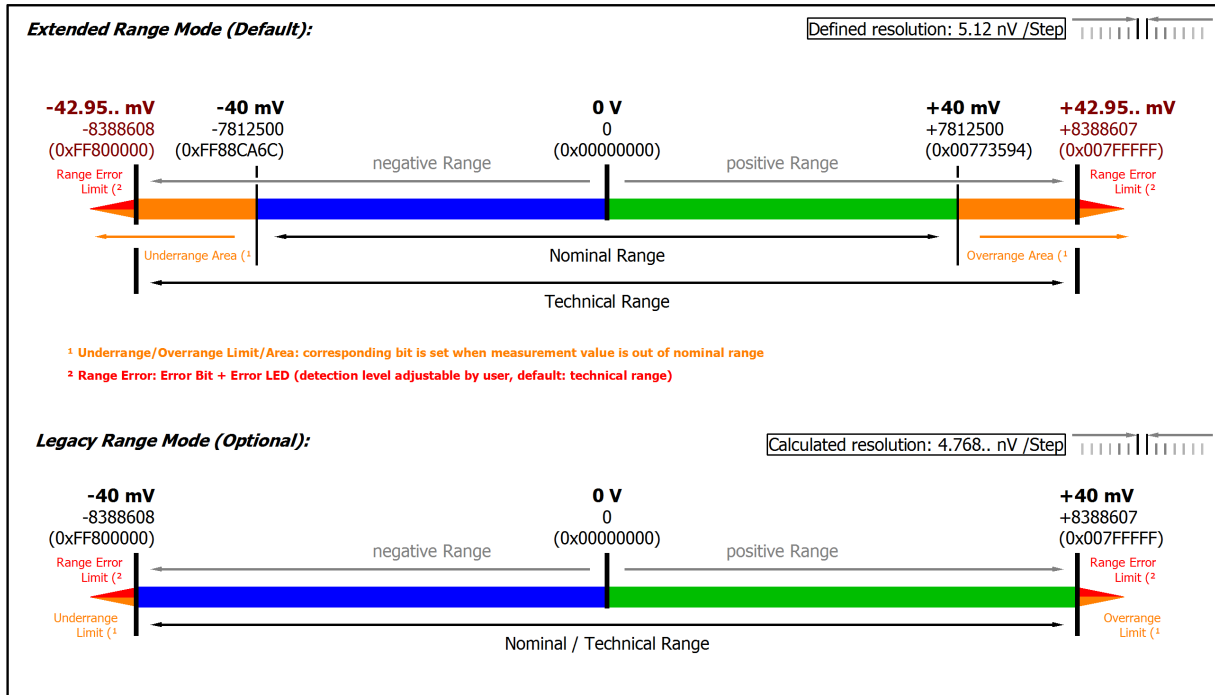 Extended Range Mode (Default):
Defined resolution: 5.12 nV /Step
-42.95.. mV
-8388608
(0xFF800000)
-40 mV
-7812500
(0xFF88CA6C)
0 V
0
(0x00000000)
+40 mV
+7812500
(0x00773594)
+42.95.. mV
+8388607
(0x007FFFFF)
negative Range
positive Range
Range Error
Limit (²
Range Error
Limit (²
Underrange Area (¹
Nominal Range
Overrange Area (¹
Technical Range
¹ Underrange/Overrange Limit/Area: corresponding bit is set when measurement value is out of nominal range
² Range Error: Error Bit + Error LED (detection level adjustable by user, default: technical range)
Legacy Range Mode (Optional):
Calculated resolution: 4.768.. nV /Step
-40 mV
-8388608
(0xFF800000)
0 V
0
(0x00000000)
+40 mV
+8388607
(0x007FFFFF)
negative Range
positive Range
Range Error
Limit (²
Range Error
Limit (²
Underrange
Limit (¹
Overrange
Limit (¹
Nominal / Technical Range